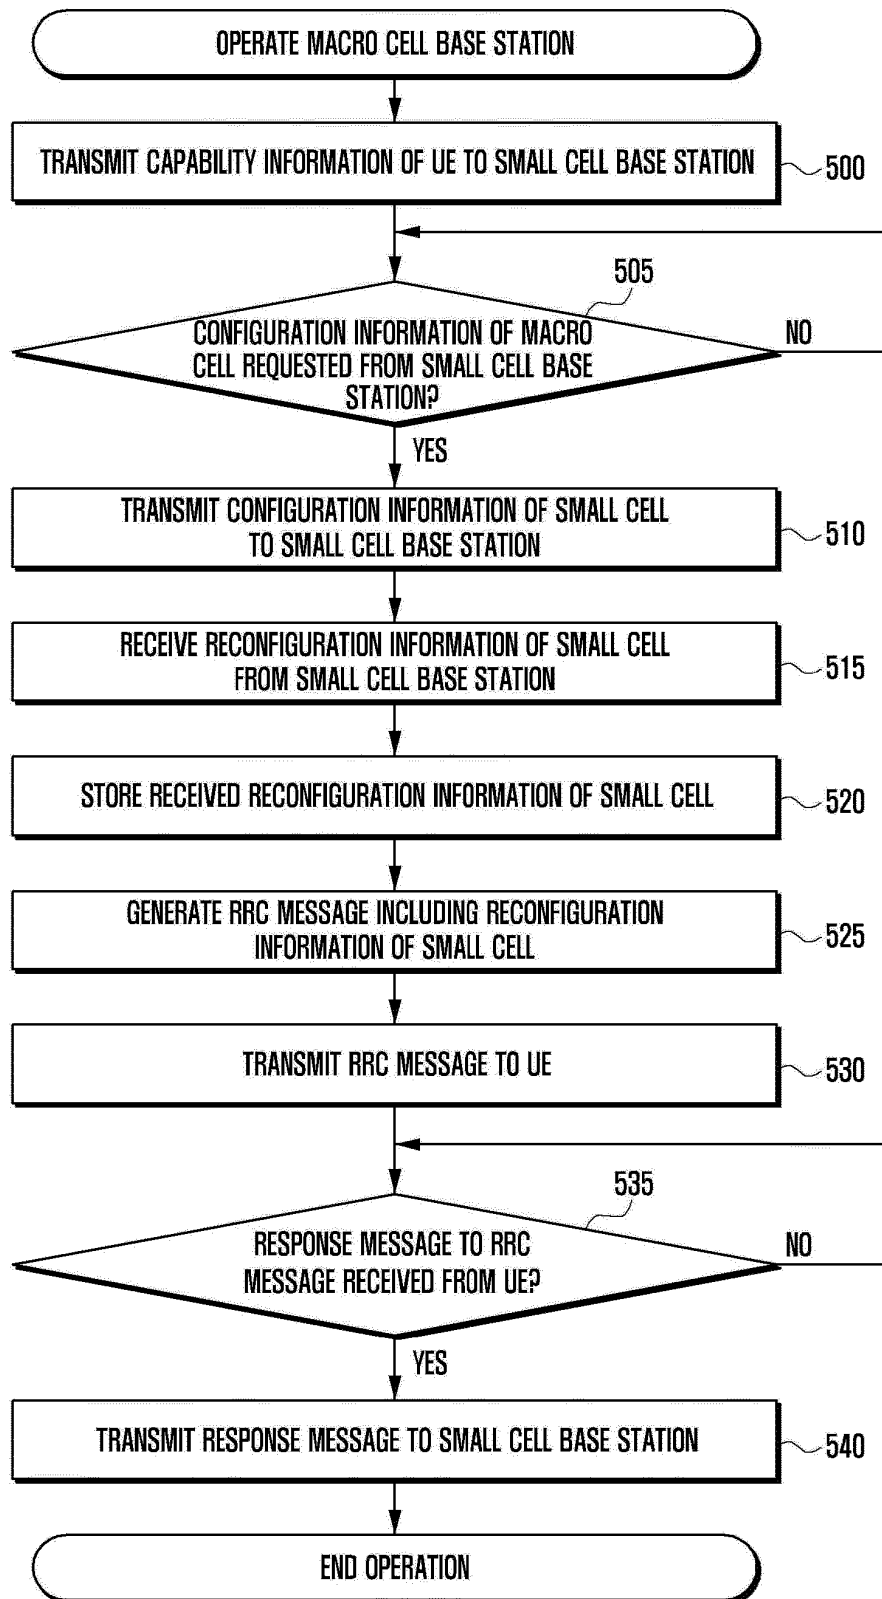 OPERATE MACRO CELL BASE STATION
TRANSMIT CAPABILITY INFORMATION OF UE TO SMALL CELL BASE STATION
500
505
CONFIGURATION INFORMATION OF MACRO
CELL REQUESTED FROM SMALL CELL BASE
STATION?
NO
YES
TRANSMIT CONFIGURATION INFORMATION OF SMALL CELL
TO SMALL CELL BASE STATION
510
RECEIVE RECONFIGURATION INFORMATION OF SMALL CELL
FROM SMALL CELL BASE STATION
515
STORE RECEIVED RECONFIGURATION INFORMATION OF SMALL CELL
520
GENERATE RRC MESSAGE INCLUDING RECONFIGURATION
INFORMATION OF SMALL CELL
525
TRANSMIT RRC MESSAGE TO UE
530
535
RESPONSE MESSAGE TO RRC
MESSAGE RECEIVED FROM UE?
NO
YES
TRANSMIT RESPONSE MESSAGE TO SMALL CELL BASE STATION
540
END OPERATION